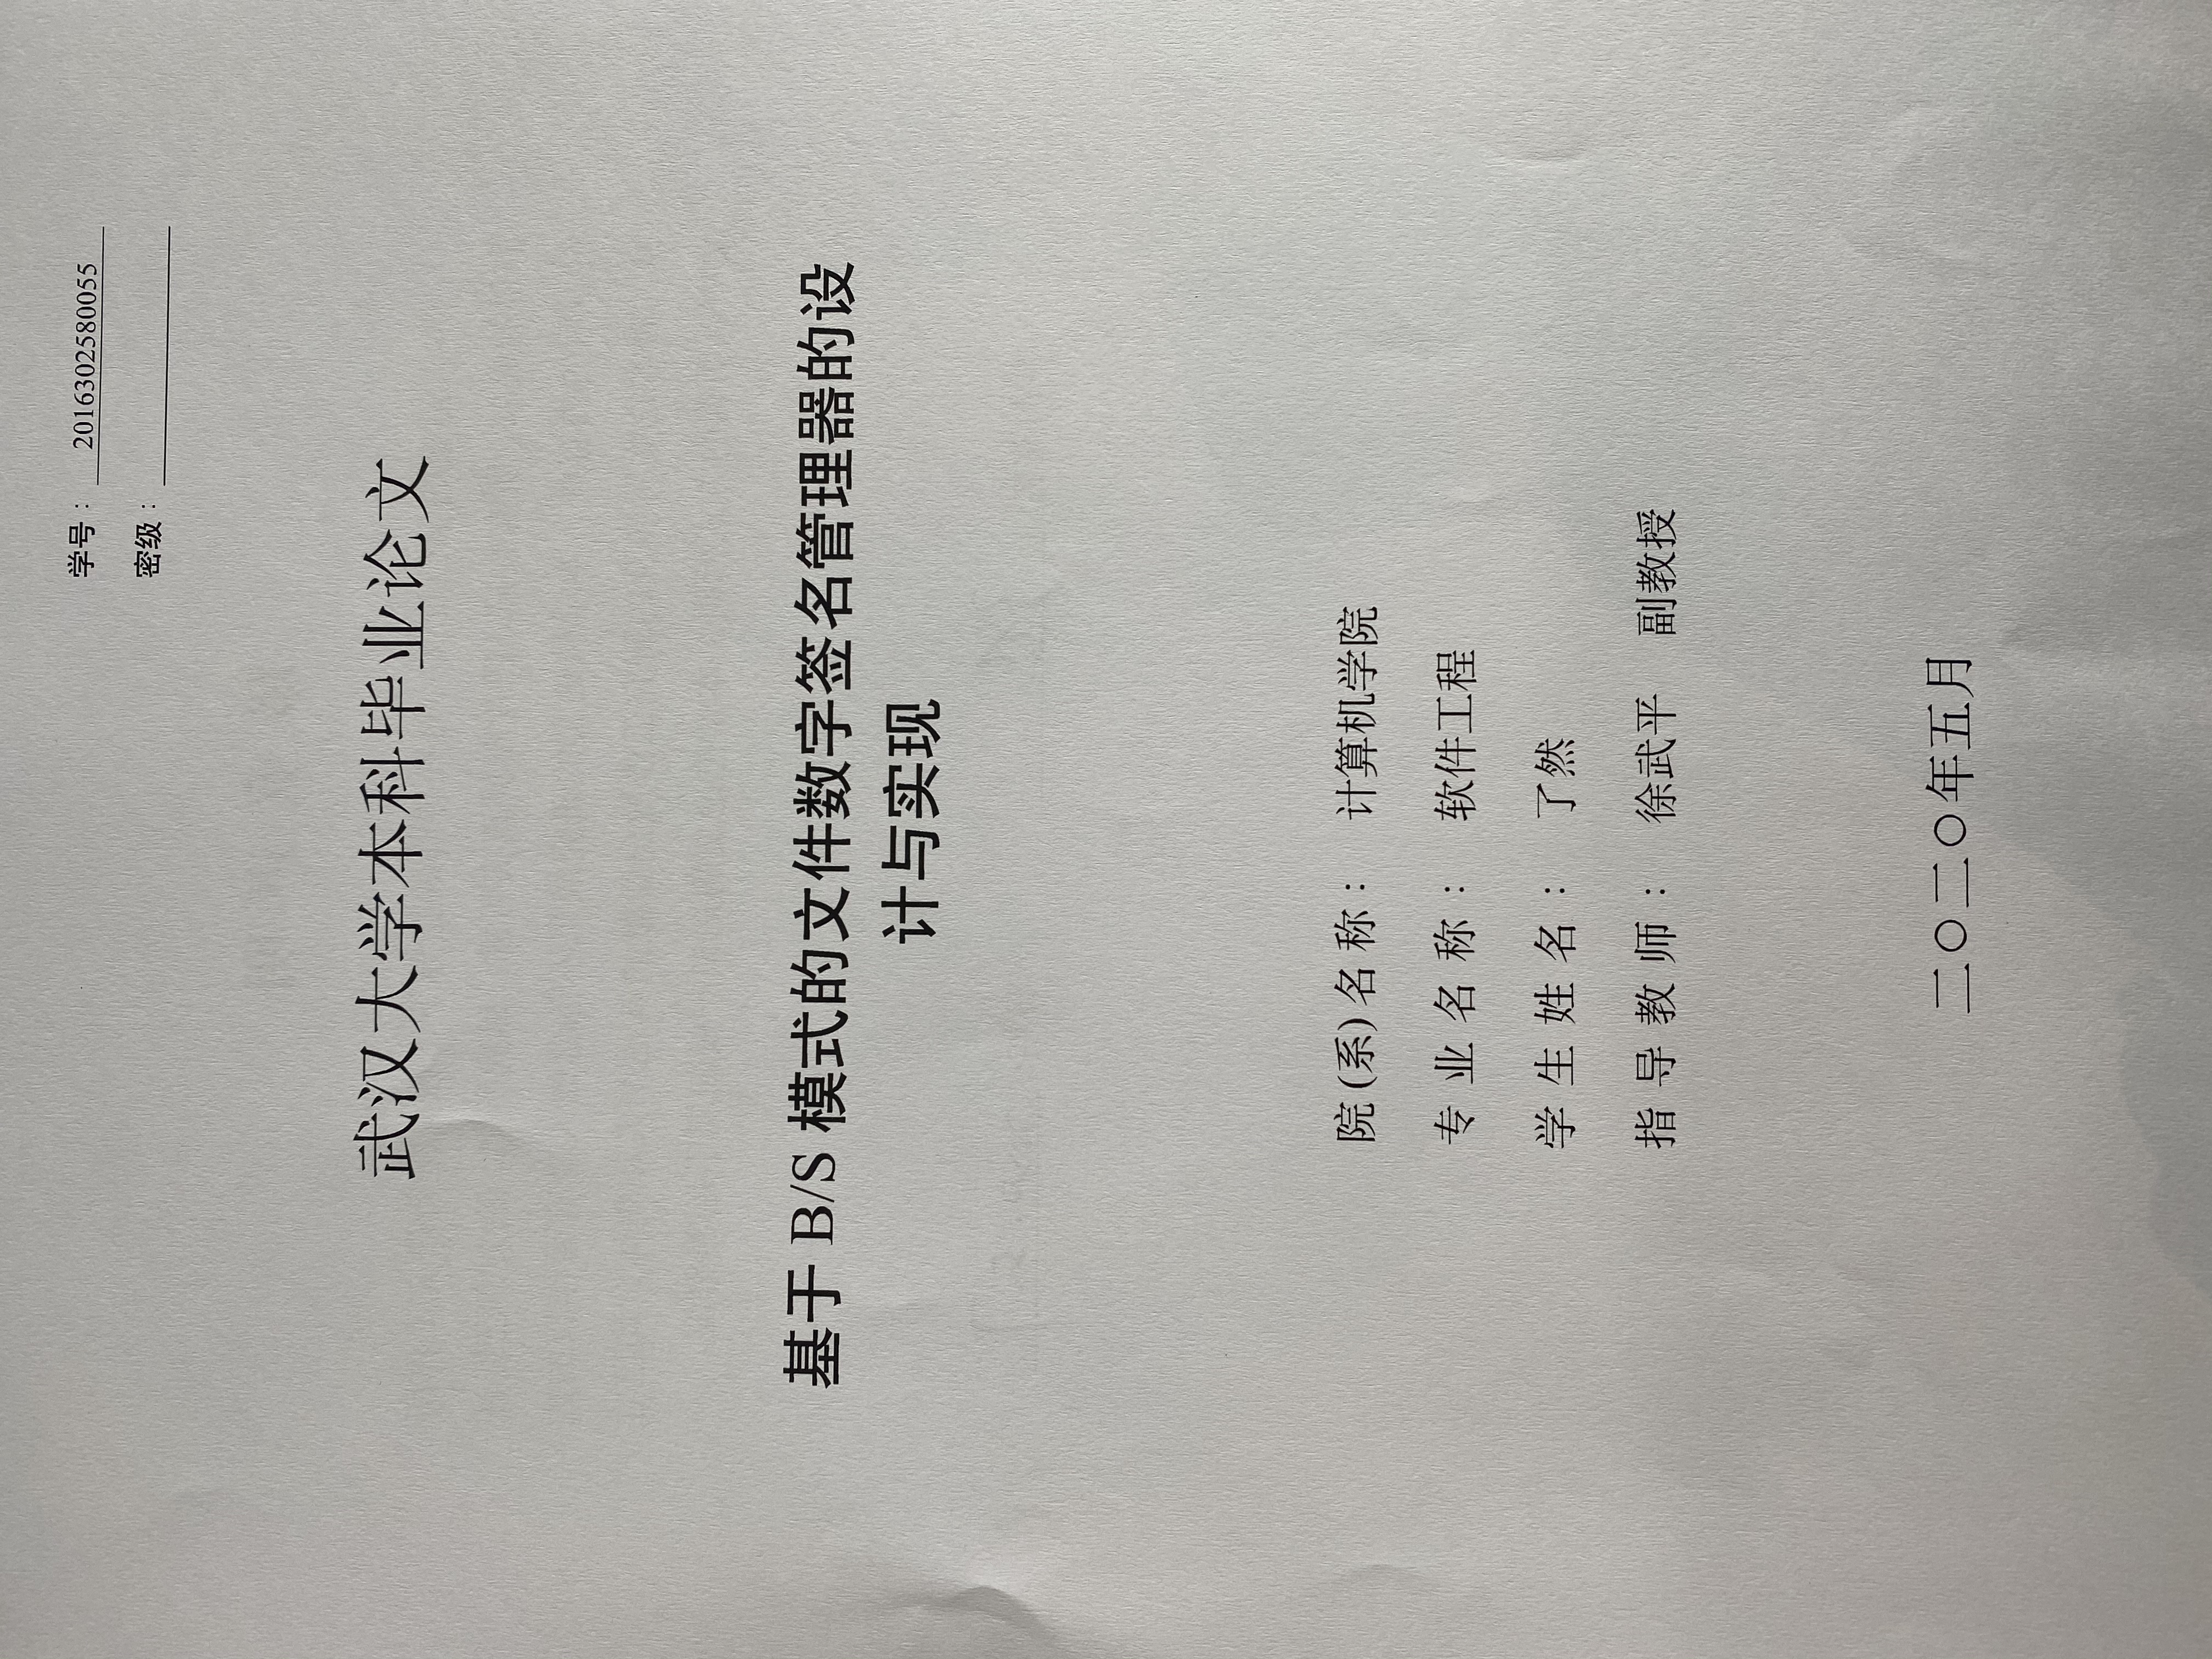 学号： 2016302580055
密级：
武汉大学本科毕业论文
基于 B/S 模式的文件数字签名管理器的设
计与实现
院 (系) 名 称： 计算机学院
专 业 名 称： 软件工程
学 生 姓 名： 了然
指 导 教 师： 徐武平 副教授
二〇二〇年五月